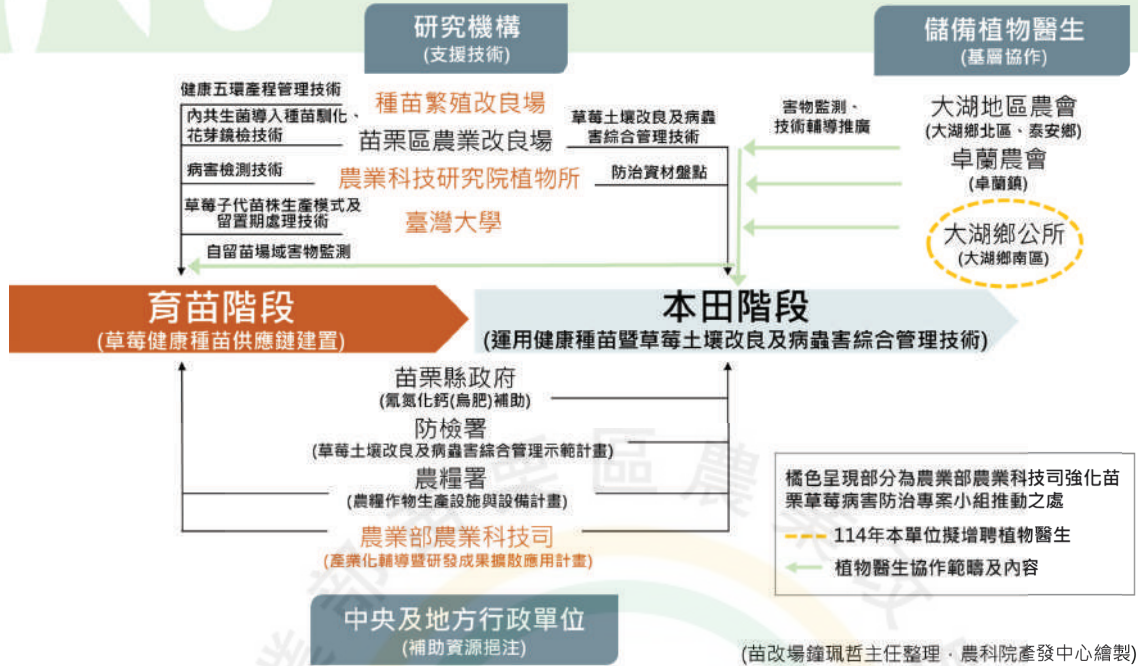 研究機構
(支援技術)
儲備植物醫生
(基層協作)
健康五環產程管理技術
種苗繁殖改良場
內共生菌導入種苗馴化、
花芽鏡檢技術
苗栗區農業改良場
草莓土壤改良及病蟲
害綜合管理技術
病害檢測技術
農業科技研究院植物所
防治資材盤點
草莓子代苗株生產模式及
留置期處理技術
臺灣大學
自留苗場域害物監測
害物監測、
技術輔導推廣
大湖地區農會
(大湖鄉北區、泰安鄉)
卓蘭農會
(卓蘭鎮)
大湖鄉公所
(大湖鄉南區)
育苗階段
(草莓健康種苗供應鏈建置)
本田階段
(運用健康種苗暨草莓土壤改良及病蟲害綜合管理技術)
苗栗縣政府
(氰氮化鈣(烏肥)補助)
防檢署
(草莓土壤改良及病蟲害綜合管理示範計畫)
農糧署
(農糧作物生產設施與設備計畫)
農業部農業科技司
(產業化輔導暨研發成果擴散應用計畫)
中央及地方行政單位
(補助資源挹注)
橘色呈現部分為農業部農業科技司強化苗
栗草莓病害防治專案小組推動之處
114年本單位擬增聘植物醫生
植物醫生協作範疇及內容
(苗改場鐘珮哲主任整理,農科院產發中心繪製)